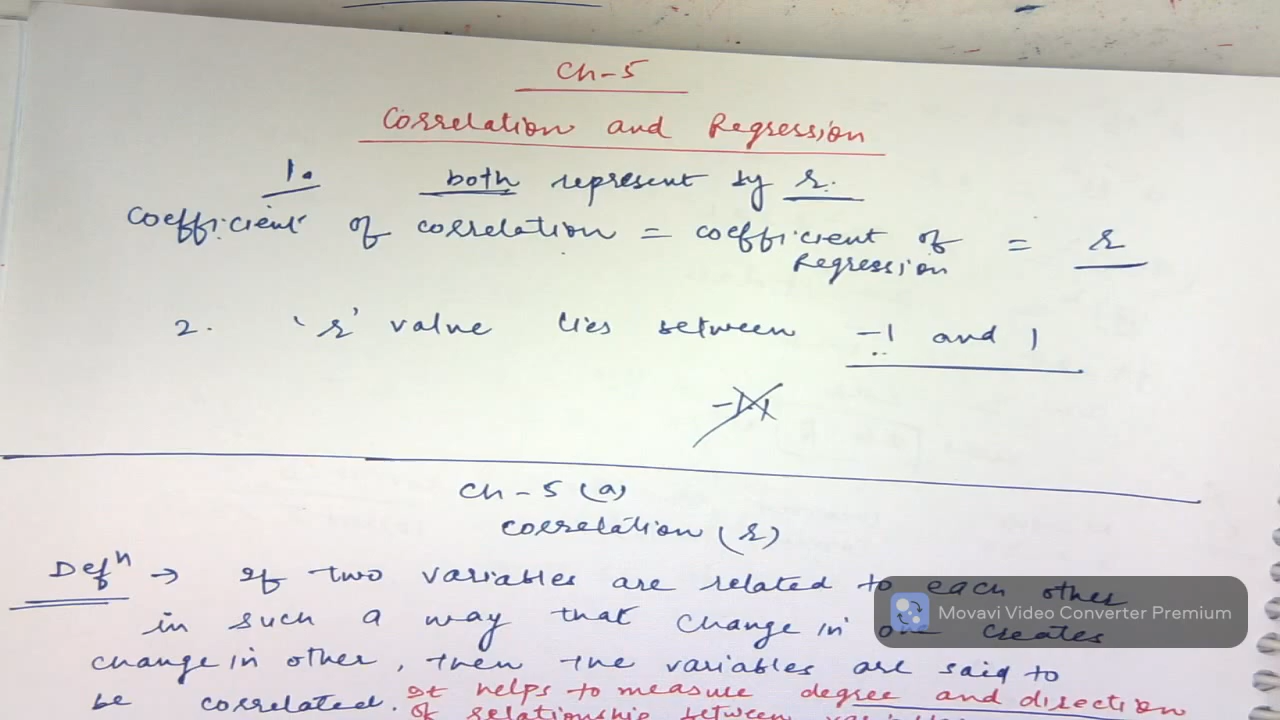 Ch-5
Correlation and Regression
1. both represent by r.
Coefficient of correlation = coefficient of Regression = r
2. 'r' value lies between -1 and 1
Ch-5 (a)
Correlation (r)
Defn → If two variables are related to each other
in such a way that change in one creates
change in other, then the variables are said to
be correlated. It helps to measure degree and direction
of relationship between
Movavi Video Converter Premium